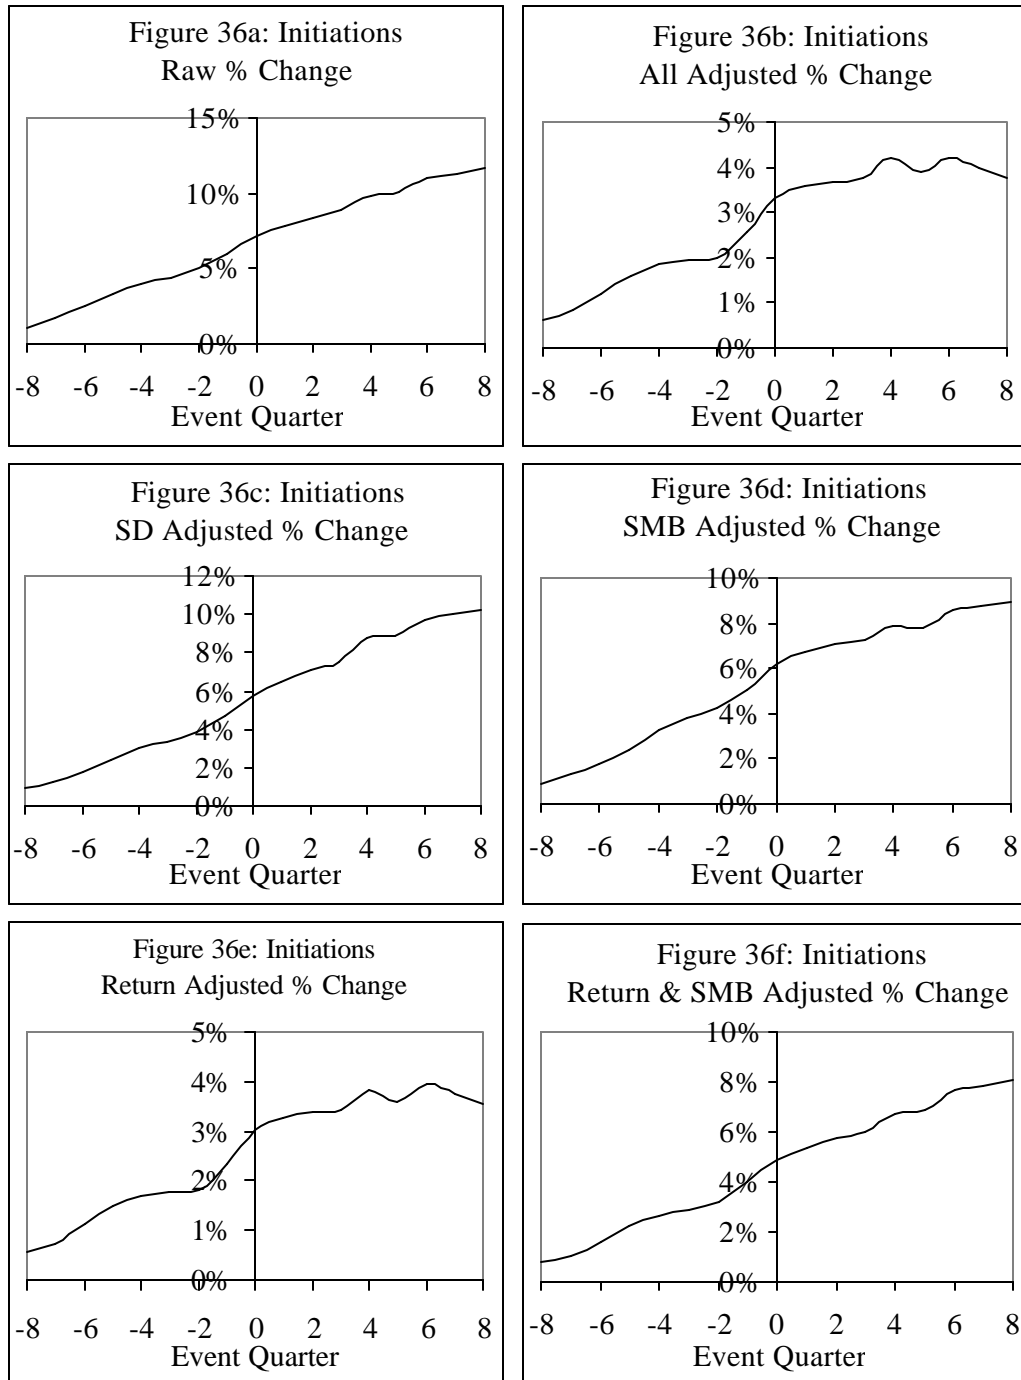 Figure 36a: Initiations
Raw % Change
15%
10%
5%
0%
-8 -6 -4 -2 0 2 4 6 8
Event Quarter
Figure 36b: Initiations
All Adjusted % Change
5%
4%
3%
2%
1%
0%
-8 -6 -4 -2 0 2 4 6 8
Event Quarter
Figure 36c: Initiations
SD Adjusted % Change
12%
10%
8%
6%
4%
2%
0%
-8 -6 -4 -2 0 2 4 6 8
Event Quarter
Figure 36d: Initiations
SMB Adjusted % Change
10%
8%
6%
4%
2%
0%
-8 -6 -4 -2 0 2 4 6 8
Event Quarter
Figure 36e: Initiations
Return Adjusted % Change
5%
4%
3%
2%
1%
0%
-8 -6 -4 -2 0 2 4 6 8
Event Quarter
Figure 36f: Initiations
Return & SMB Adjusted % Change
10%
8%
6%
4%
2%
0%
-8 -6 -4 -2 0 2 4 6 8
Event Quarter